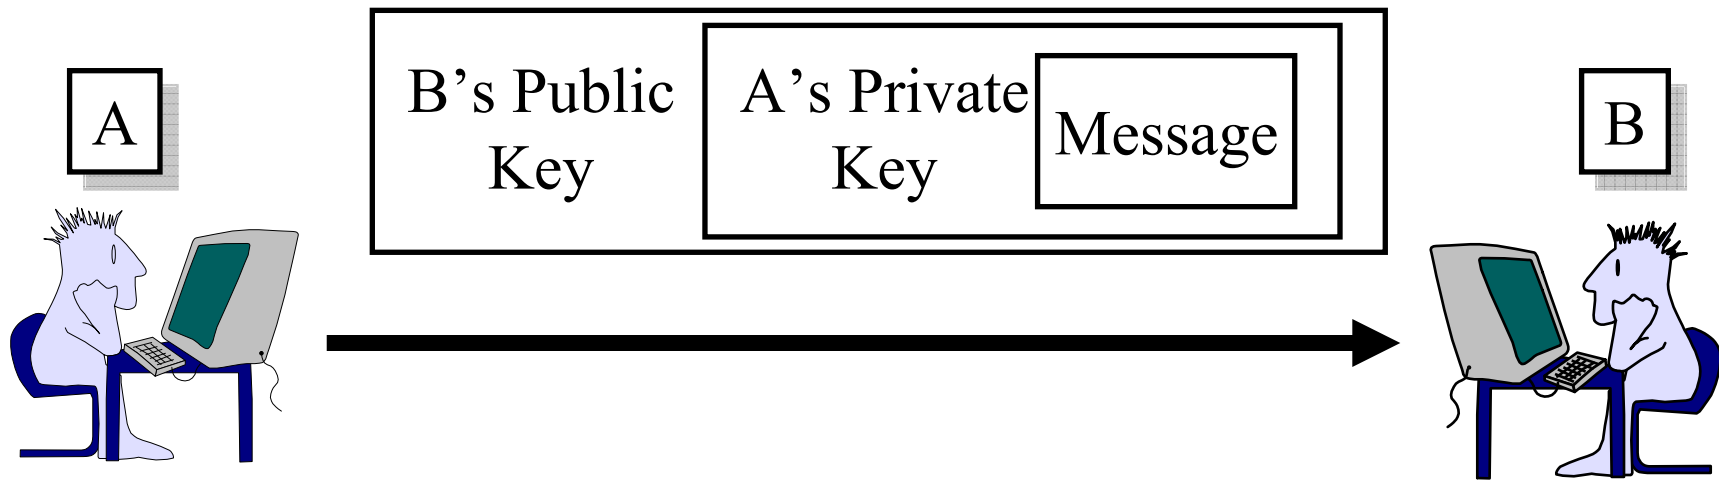 A
B’s Public
Key
A’s Private
Key
Message
B